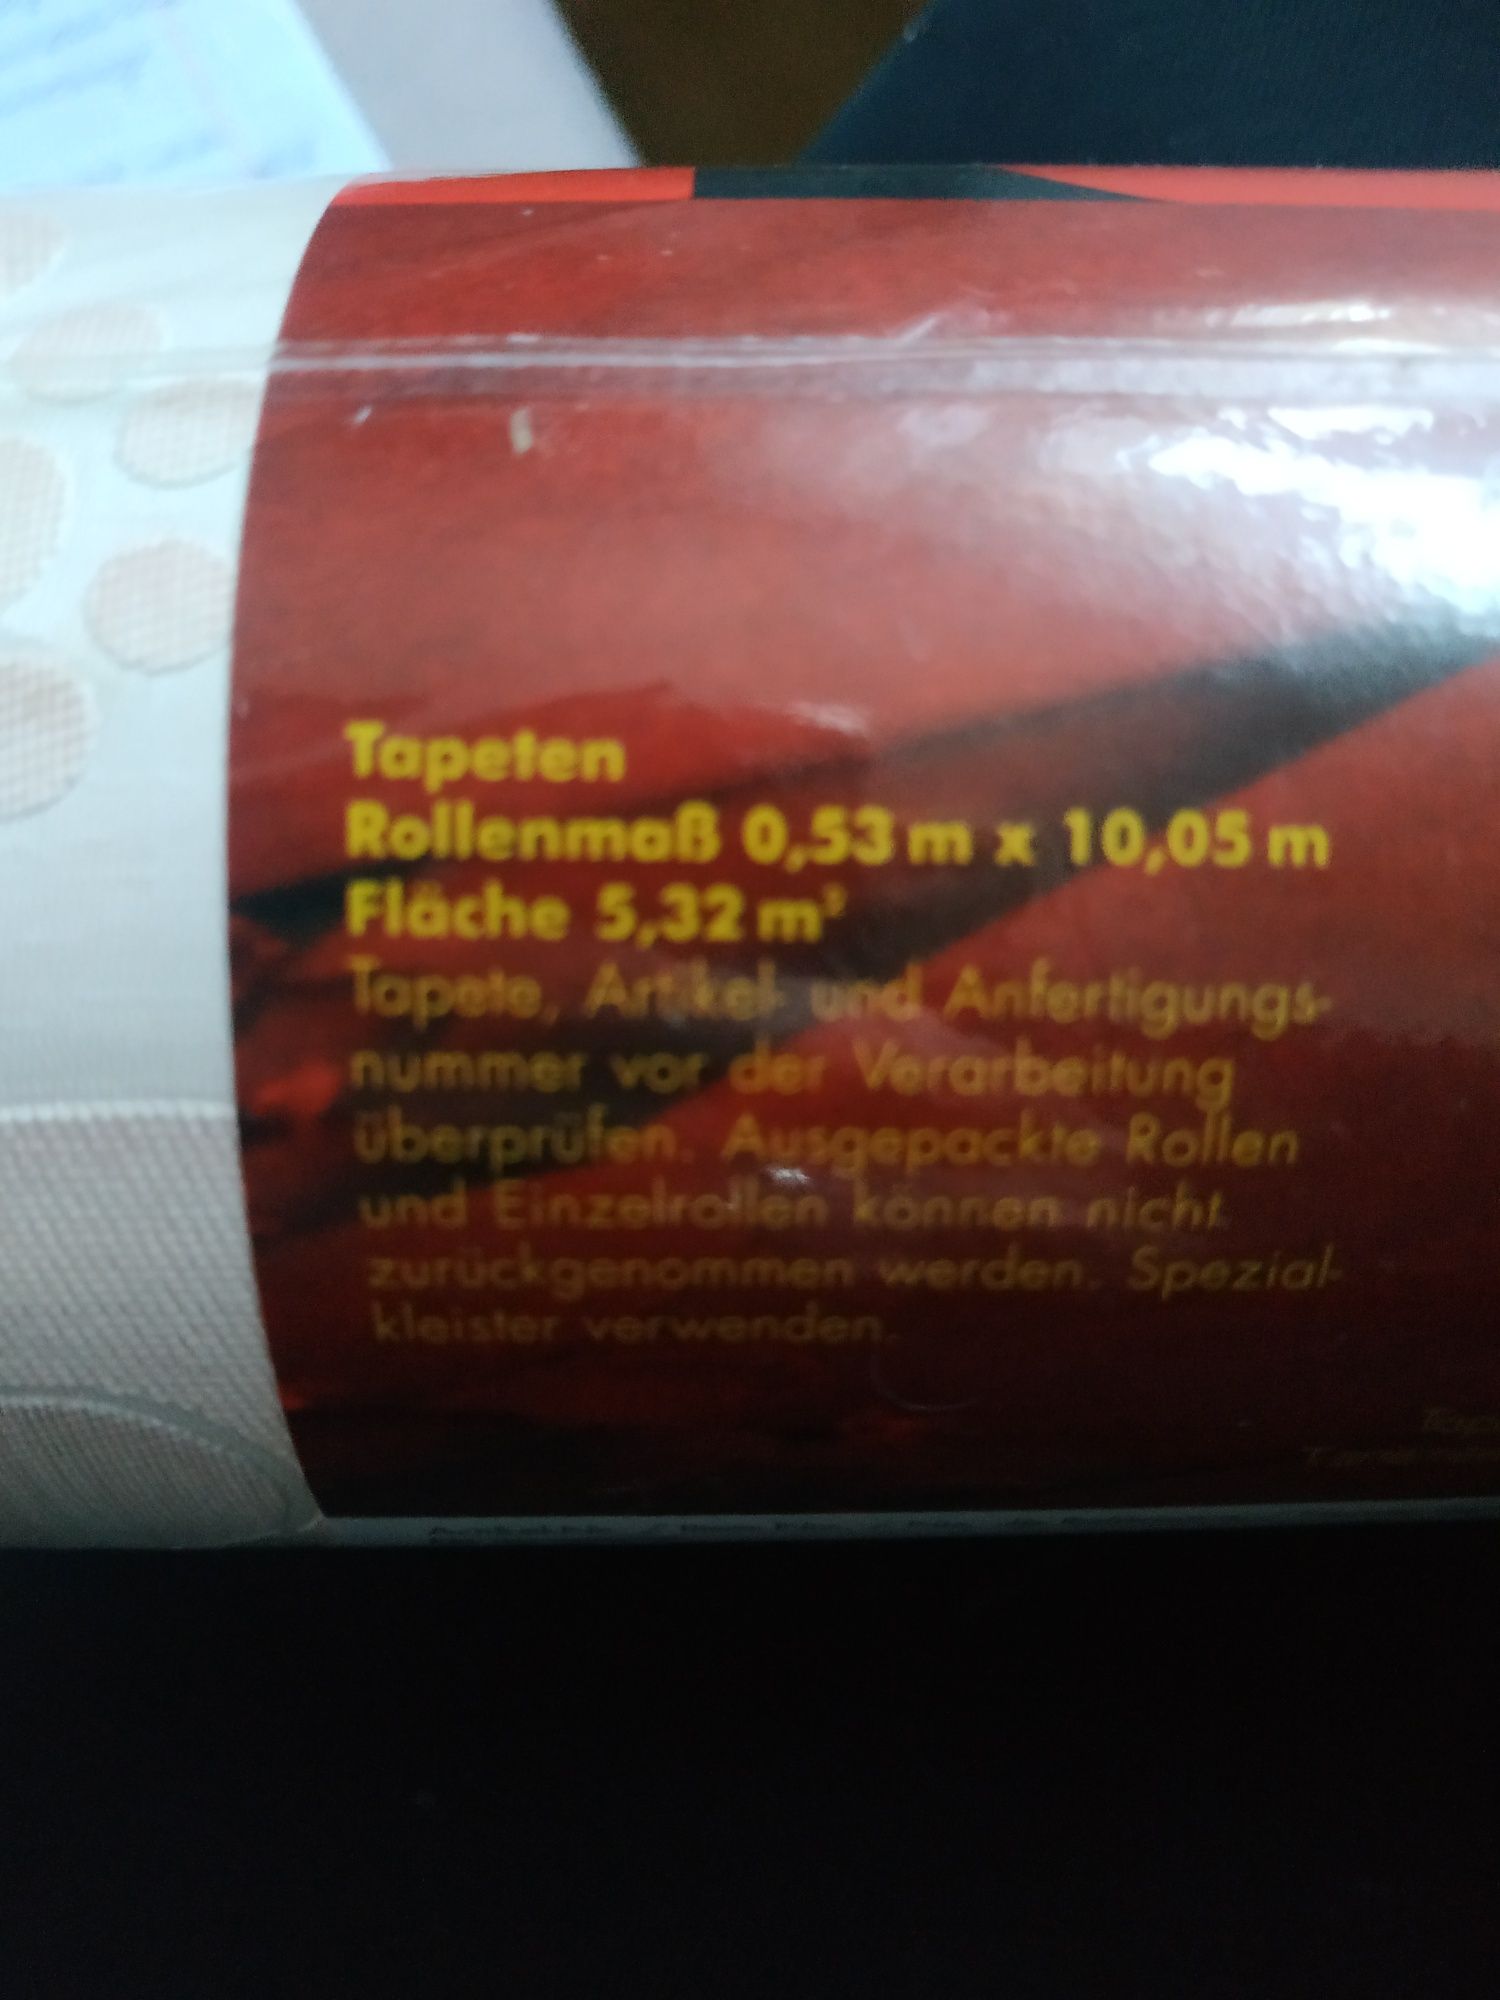 Tapeten
Rollenmaß 0,53 m x 10,05 m
Fläche 5,32 m²
Tapete, Artikel- und Anfertigungs-
nummer vor der Verarbeitung
überprüfen. Ausgepackte Rollen
und Einzelrollen können nicht
zurückgenommen werden. Spezial-
kleister verwenden.